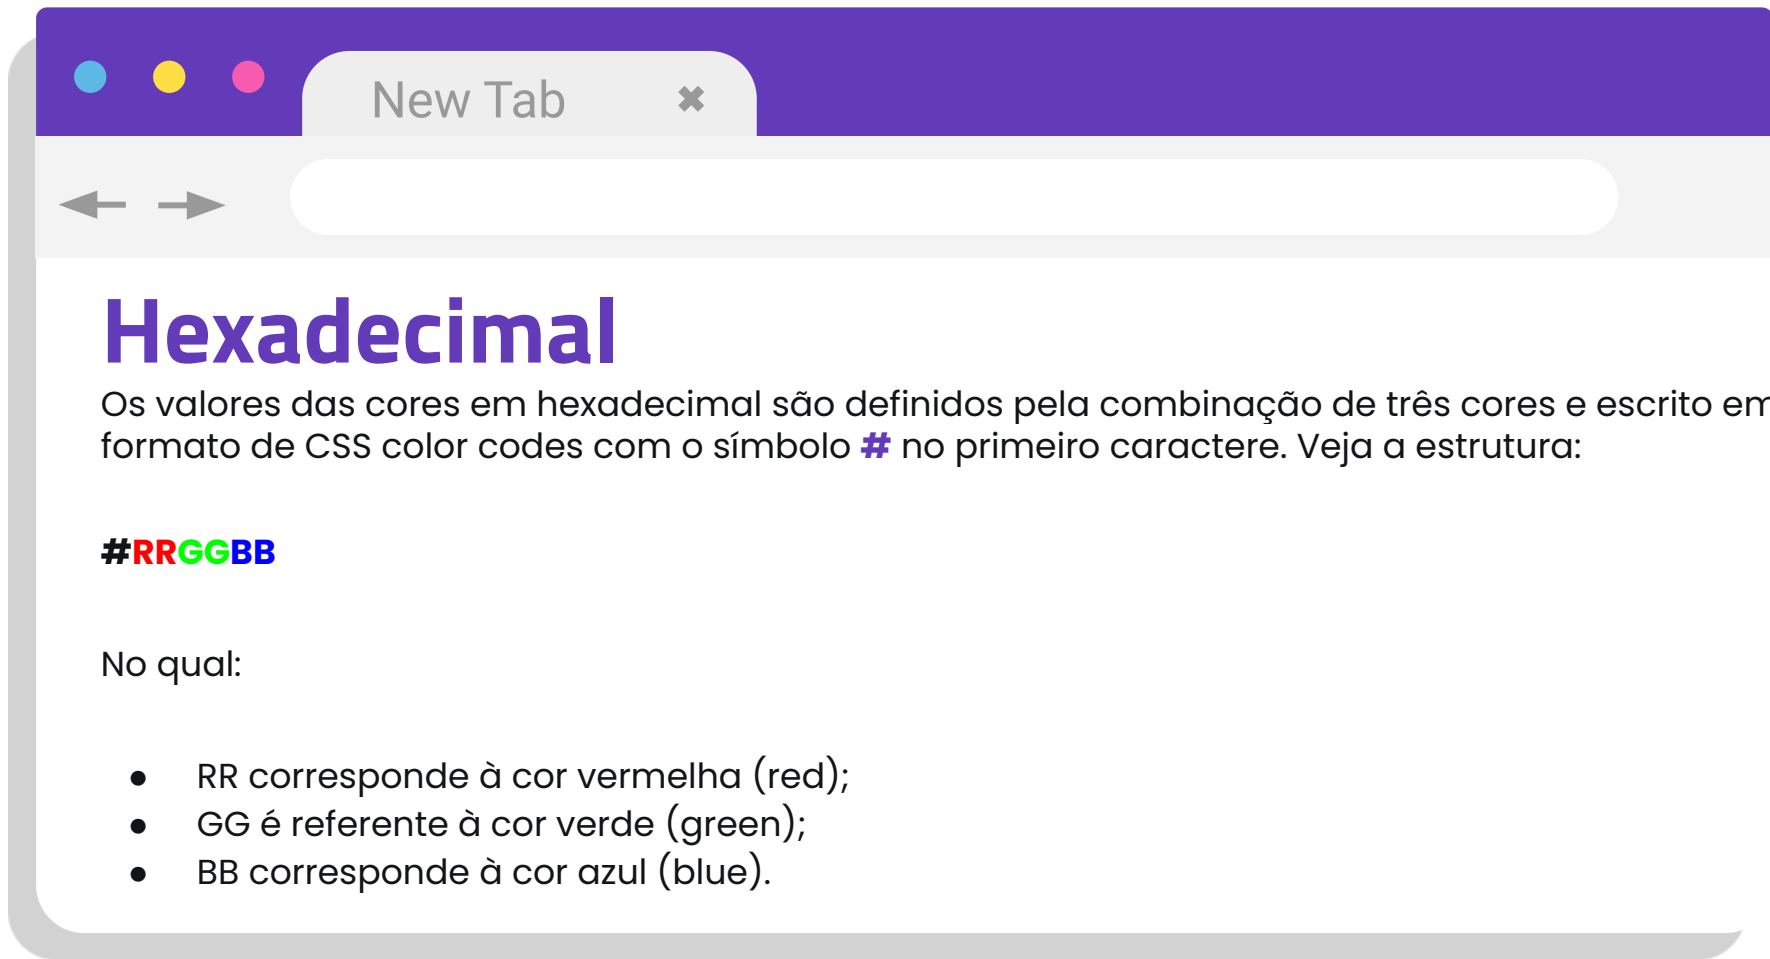 New Tab
Hexadecimal
Os valores das cores em hexadecimal são definidos pela combinação de três cores e escrito em
formato de CSS color codes com o símbolo # no primeiro caractere. Veja a estrutura:
#RRGGBB
No qual:
● RR corresponde à cor vermelha (red);
● GG é referente à cor verde (green);
● BB corresponde à cor azul (blue).